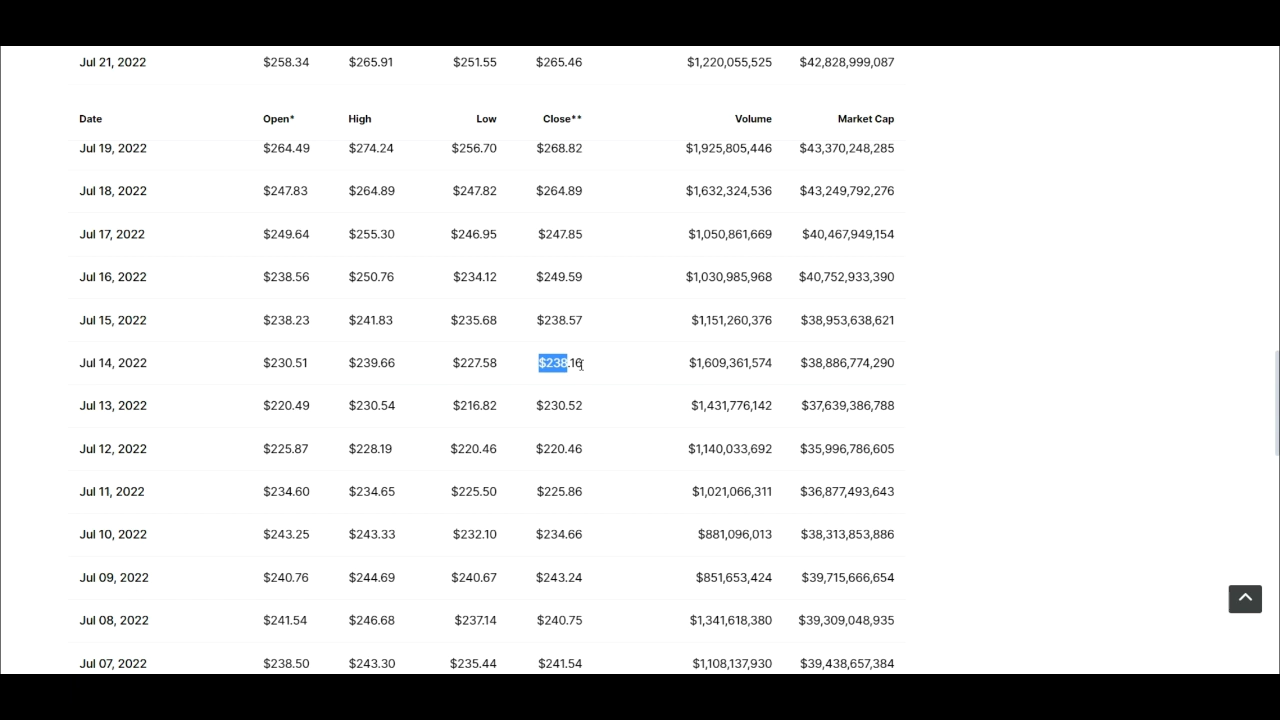 Jul 21, 2022 $258.34 $265.91 $251.55 $265.46 $1,220,055,525 $42,828,999,087
Date Open* High Low Close** Volume Market Cap
Jul 19, 2022 $264.49 $274.24 $256.70 $268.82 $1,925,805,446 $43,370,248,285
Jul 18, 2022 $247.83 $264.89 $247.82 $264.89 $1,632,324,536 $43,249,792,276
Jul 17, 2022 $249.64 $255.30 $246.95 $247.85 $1,050,861,669 $40,467,949,154
Jul 16, 2022 $238.56 $250.76 $234.12 $249.59 $1,030,985,968 $40,752,933,390
Jul 15, 2022 $238.23 $241.83 $235.68 $238.57 $1,151,260,376 $38,953,638,621
Jul 14, 2022 $230.51 $239.66 $227.58 $238.16 $1,609,361,574 $38,886,774,290
Jul 13, 2022 $220.49 $230.54 $216.82 $230.52 $1,431,776,142 $37,639,386,788
Jul 12, 2022 $225.87 $228.19 $220.46 $220.46 $1,140,033,692 $35,996,786,605
Jul 11, 2022 $234.60 $234.65 $225.50 $225.86 $1,021,066,311 $36,877,493,643
Jul 10, 2022 $243.25 $243.33 $232.10 $234.66 $881,096,013 $38,313,853,886
Jul 09, 2022 $240.76 $244.69 $240.67 $243.24 $851,653,424 $39,715,666,654
Jul 08, 2022 $241.54 $246.68 $237.14 $240.75 $1,341,618,380 $39,309,048,935
Jul 07, 2022 $238.50 $243.30 $235.44 $241.54 $1,108,137,930 $39,438,657,384